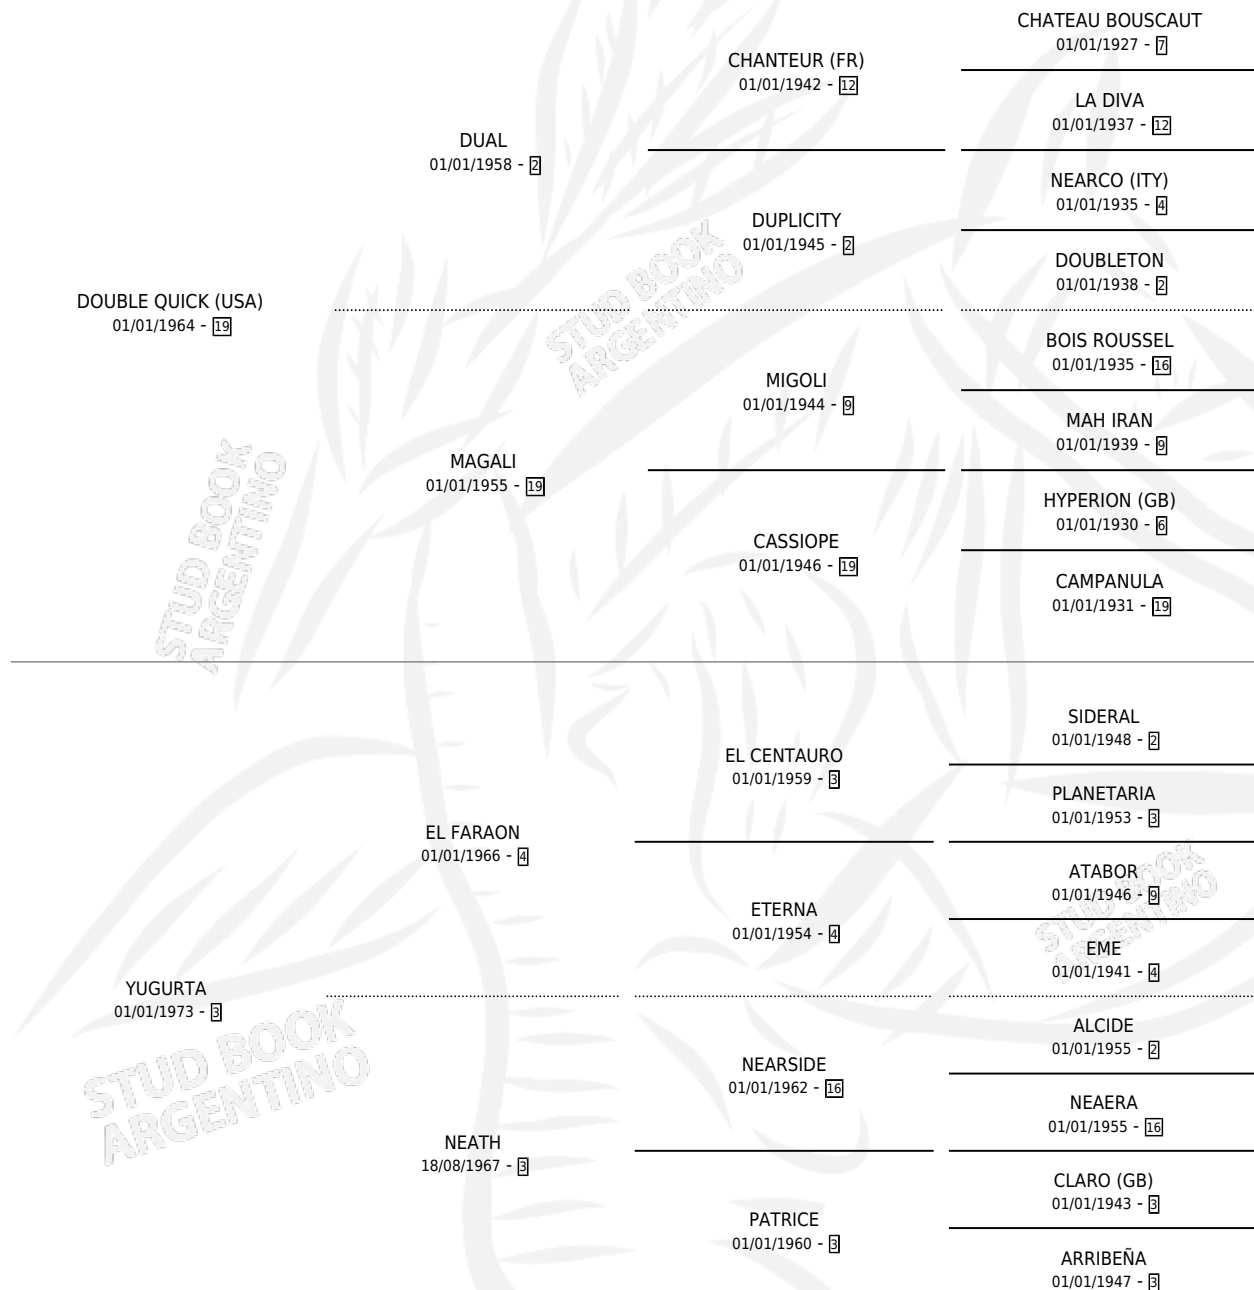 CHATEAU BOUSCAUT
01/01/1927 - 7
CHANTEUR (FR)
01/01/1942 - 12
LA DIVA
01/01/1937 - 12
DUAL
01/01/1958 - 2
NEARCO (ITY)
01/01/1935 - 4
DUPLICITY
01/01/1945 - 2
DOUBLETON
01/01/1938 - 2
DOUBLE QUICK (USA)
01/01/1964 - 19
BOIS ROUSSEL
01/01/1935 - 16
MIGOLI
01/01/1944 - 9
MAH IRAN
01/01/1939 - 9
MAGALI
01/01/1955 - 19
HYPERION (GB)
01/01/1930 - 6
CASSIOPE
01/01/1946 - 19
CAMPANULA
01/01/1931 - 19
SIDERAL
01/01/1948 - 2
EL CENTAURO
01/01/1959 - 3
PLANETARIA
01/01/1953 - 3
EL FARAON
01/01/1966 - 4
ATABOR
01/01/1946 - 9
ETERNA
01/01/1954 - 4
EME
01/01/1941 - 4
YUGURTA
01/01/1973 - 3
ALCIDE
01/01/1955 - 2
NEARSIDE
01/01/1962 - 16
NEAERA
01/01/1955 - 16
NEATH
18/08/1967 - 3
CLARO (GB)
01/01/1943 - 3
PATRICE
01/01/1960 - 3
ARRIBEÑA
01/01/1947 - 3
STUD BOOK
ARGENTINO
STUD BOOK
ARGENTINO
STUD BOOK
ARGENTINO
STUD BOOK
ARGENTINO